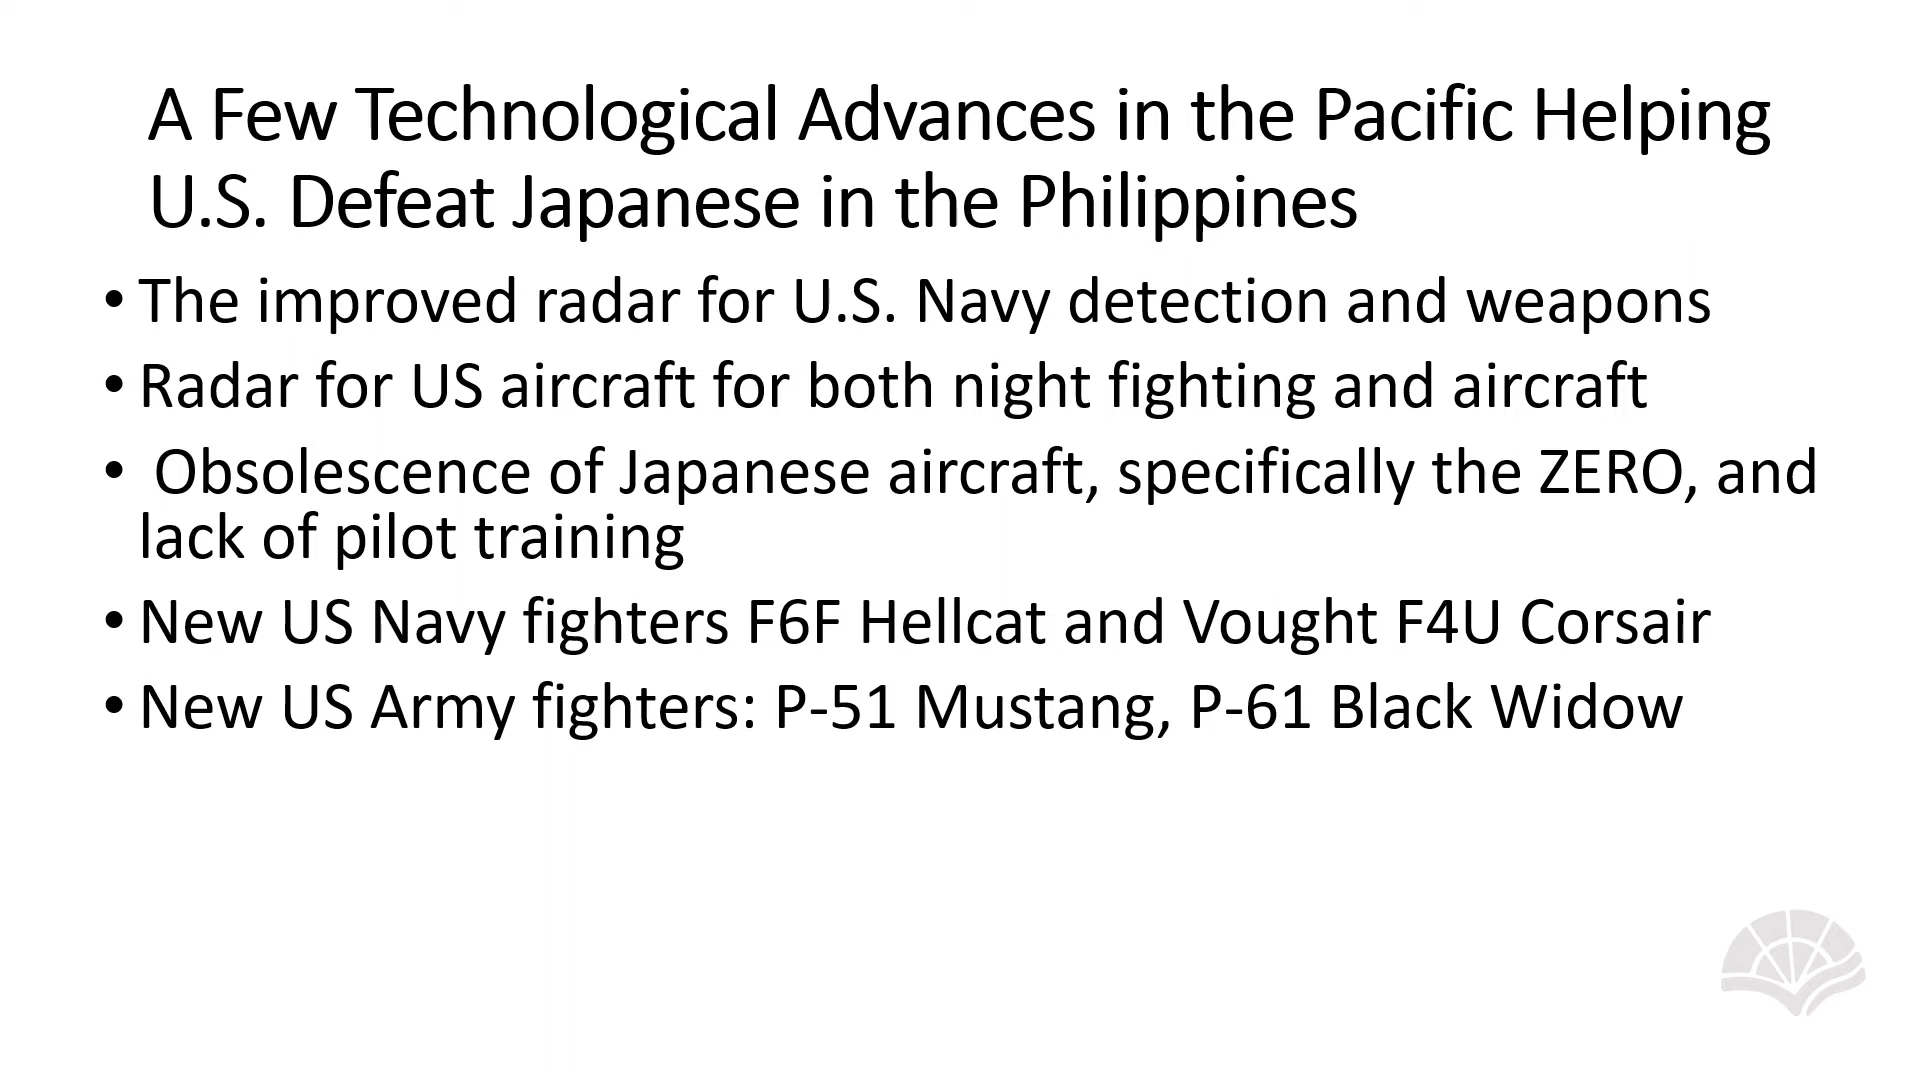 A Few Technological Advances in the Pacific Helping
U.S. Defeat Japanese in the Philippines
• The improved radar for U.S. Navy detection and weapons
• Radar for US aircraft for both night fighting and aircraft
• Obsolescence of Japanese aircraft, specifically the ZERO, and
lack of pilot training
• New US Navy fighters F6F Hellcat and Vought F4U Corsair
• New US Army fighters: P-51 Mustang, P-61 Black Widow